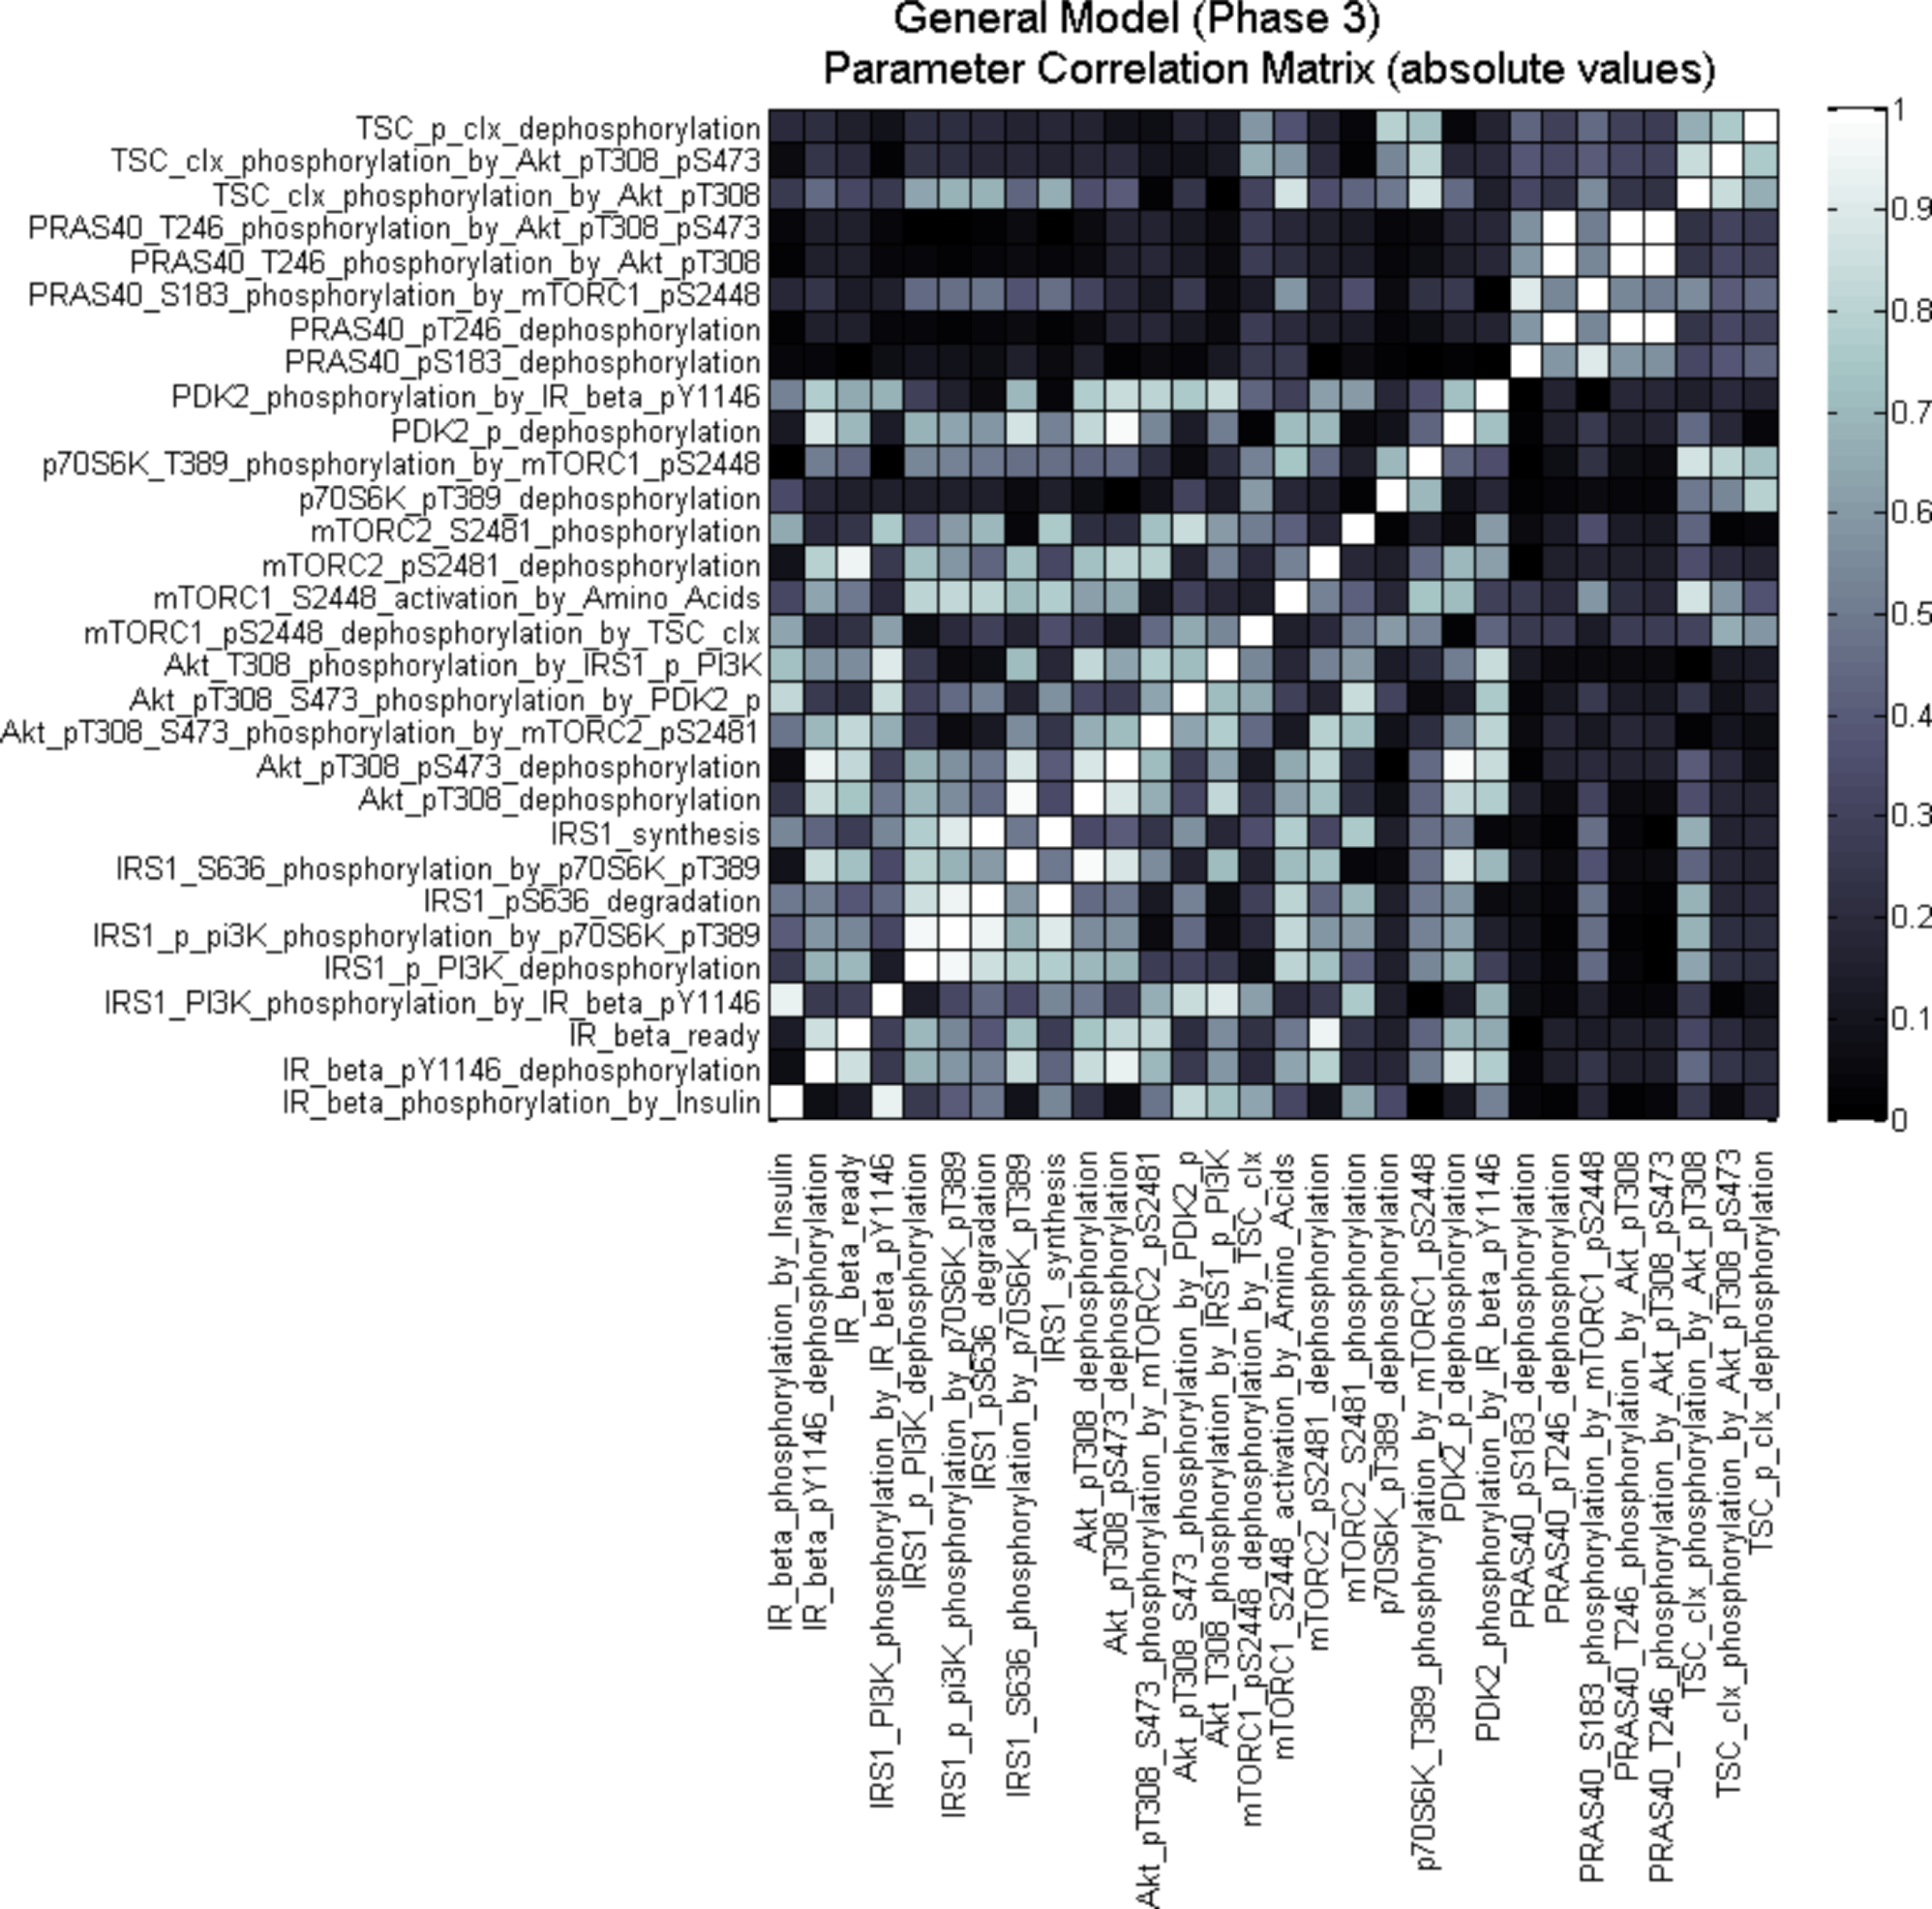 General Model (Phase 3)
Parameter Correlation Matrix (absolute values)
TSC_p_clx_dephosphorylation
TSC_clx_phosphorylation_by_Akt_pT308_pS473
TSC_clx_phosphorylation_by_Akt_pT308
PRAS40_T246_phosphorylation_by_Akt_pT308_pS473
PRAS40_T246_phosphorylation_by_Akt_pT308
PRAS40_S183_phosphorylation_by_mTORC1_pS2448
PRAS40_pT246_dephosphorylation
PRAS40_pS183_dephosphorylation
PDK2_phosphorylation_by_IR_beta_pY1146
PDK2_p_dephosphorylation
p70S6K_T389_phosphorylation_by_mTORC1_pS2448
p70S6K_pT389_dephosphorylation
mTORC2_S2481_phosphorylation
mTORC2_pS2481_dephosphorylation
mTORC1_S2448_activation_by_Amino_Acids
mTORC1_pS2448_dephosphorylation_by_TSC_clx
Akt_T308_phosphorylation_by_IRS1_p_PI3K
Akt_pT308_S473_phosphorylation_by_PDK2_p
Akt_pT308_S473_phosphorylation_by_mTORC2_pS2481
Akt_pT308_pS473_dephosphorylation
Akt_pT308_dephosphorylation
IRS1_synthesis
IRS1_S636_phosphorylation_by_p70S6K_pT389
IRS1_pS636_degradation
IRS1_p_pi3K_phosphorylation_by_p70S6K_pT389
IRS1_p_PI3K_dephosphorylation
IRS1_PI3K_phosphorylation_by_IR_beta_pY1146
IR_beta_ready
IR_beta_pY1146_dephosphorylation
IR_beta_phosphorylation_by_Insulin
1
0.9
0.8
0.7
0.6
0.5
0.4
0.3
0.2
0.1
0
IR_beta_phosphorylation_by_Insulin
IR_beta_pY1146_dephosphorylation
IR_beta_ready
IRS1_PI3K_phosphorylation_by_IR_beta_pY1146
IRS1_p_PI3K_dephosphorylation
IRS1_p_pi3K_phosphorylation_by_p70S6K_pT389
IRS1_pS636_degradation
IRS1_S636_phosphorylation_by_p70S6K_pT389
IRS1_synthesis
Akt_pT308_dephosphorylation
Akt_pT308_pS473_dephosphorylation
Akt_pT308_S473_phosphorylation_by_mTORC2_pS2481
Akt_pT308_S473_phosphorylation_by_PDK2_p
Akt_T308_phosphorylation_by_IRS1_p_PI3K
mTORC1_pS2448_dephosphorylation_by_TSC_clx
mTORC1_S2448_activation_by_Amino_Acids
mTORC2_pS2481_dephosphorylation
mTORC2_S2481_phosphorylation
p70S6K_pT389_dephosphorylation
p70S6K_T389_phosphorylation_by_mTORC1_pS2448
PDK2_p_dephosphorylation
PDK2_phosphorylation_by_IR_beta_pY1146
PRAS40_pS183_dephosphorylation
PRAS40_pT246_dephosphorylation
PRAS40_S183_phosphorylation_by_mTORC1_pS2448
PRAS40_T246_phosphorylation_by_Akt_pT308
PRAS40_T246_phosphorylation_by_Akt_pT308_pS473
TSC_clx_phosphorylation_by_Akt_pT308
TSC_clx_phosphorylation_by_Akt_pT308_pS473
TSC_p_clx_dephosphorylation